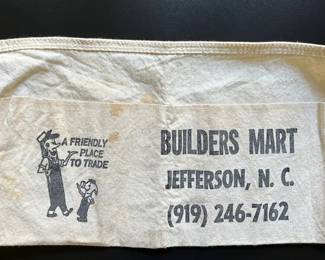 A FRIENDLY
PLACE
TO TRADE
BUILDERS MART
JEFFERSON, N. C.
(919) 246-7162